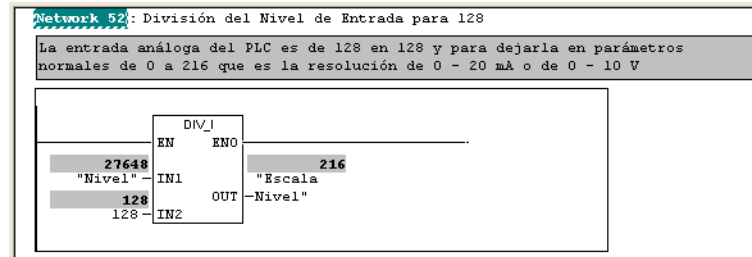 Network 52: División del Nivel de Entrada para 128
La entrada análoga del PLC es de 128 en 128 y para dejarla en parámetros
normales de 0 a 216 que es la resolución de 0 - 20 mA o de 0 - 10 V
DIV_I
EN ENO
27648 216
"Nivel" IN1 "Escala
128 OUT Nivel"
128 IN2